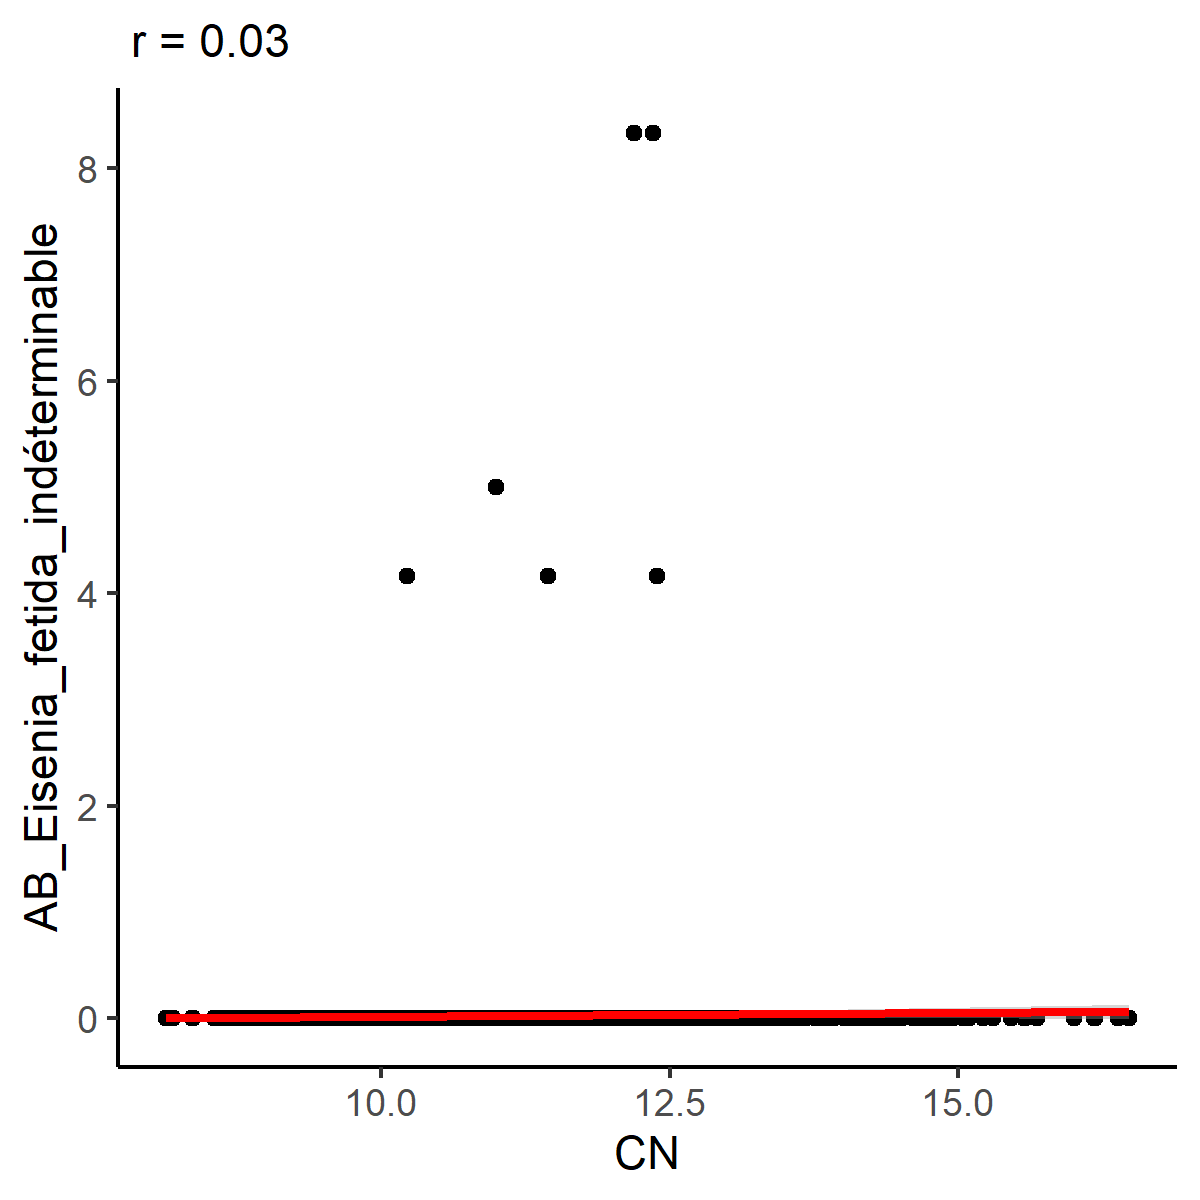 r = 0.03
AB_Eisenia_fetida_indéterminable
8
6
4
2
0
10.0
12.5
15.0
CN